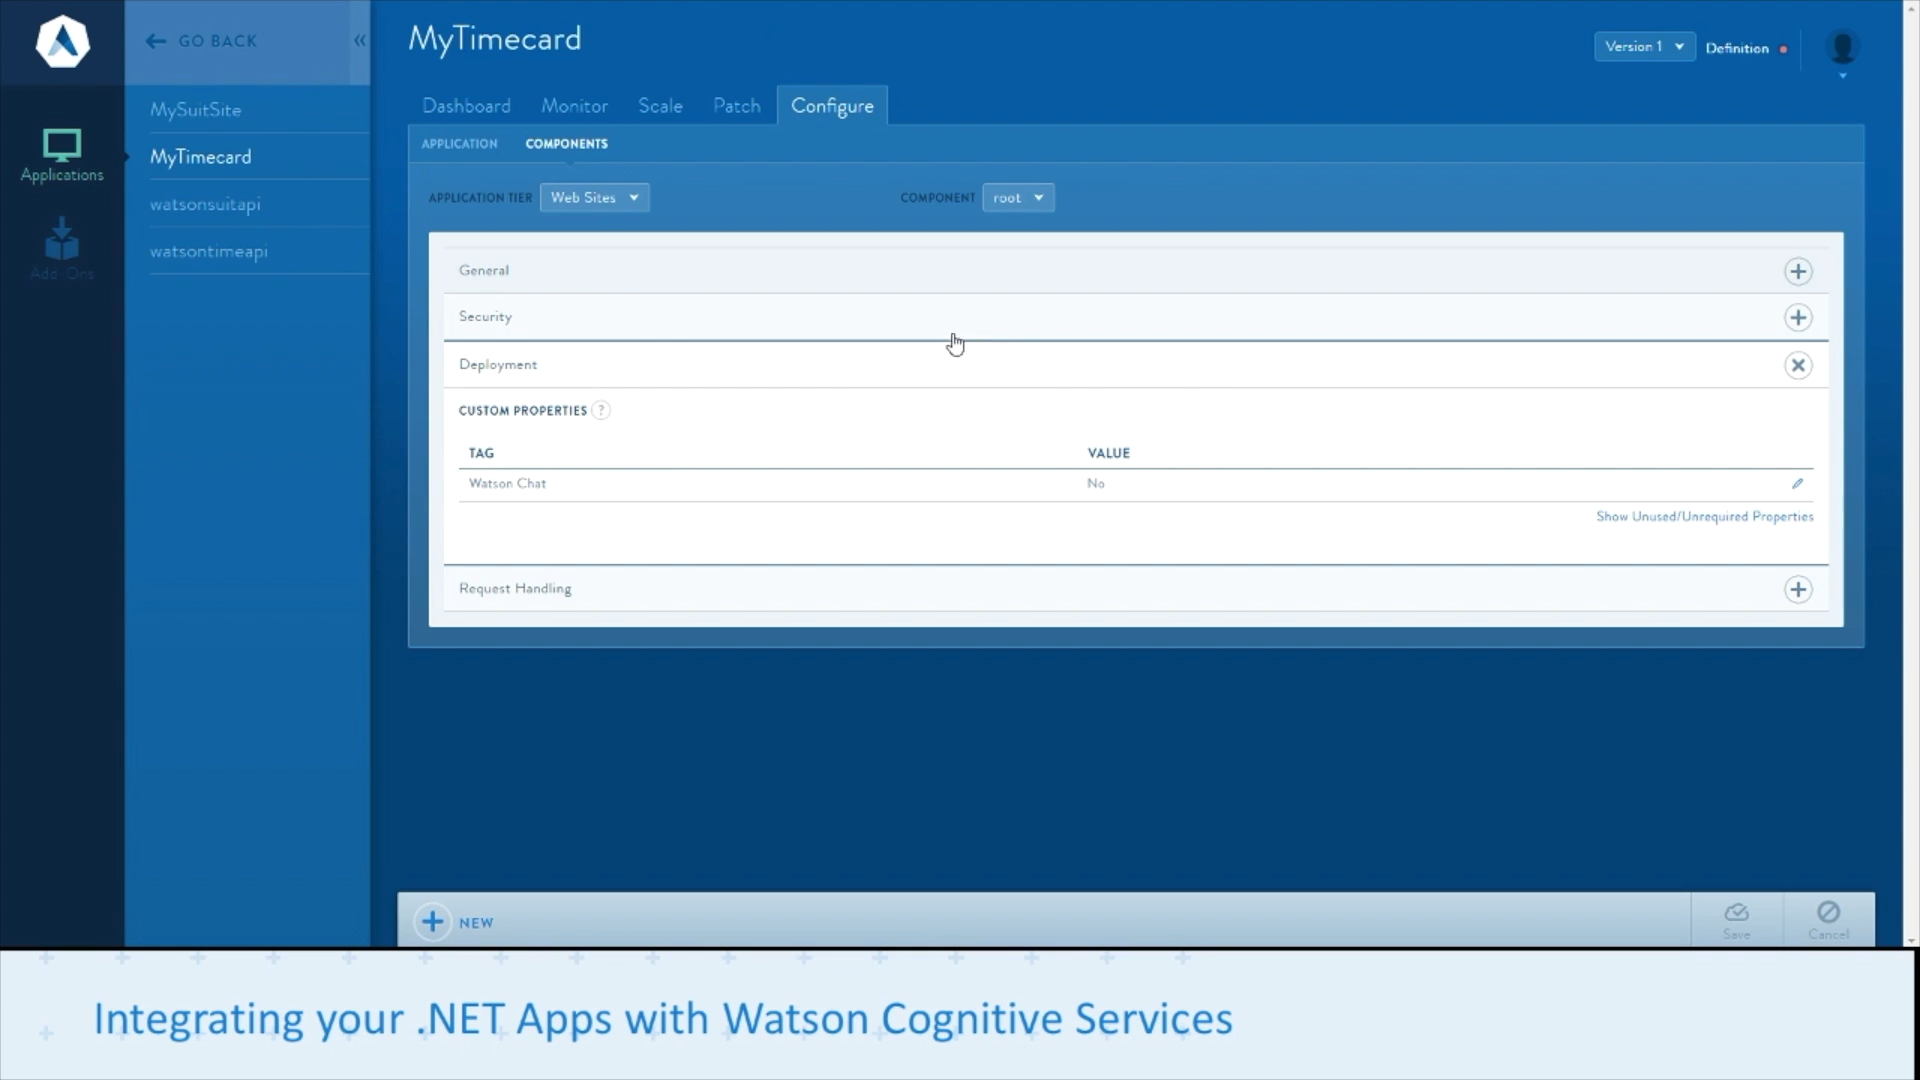 GO BACK
MyTimecard
Version 1
Definition
MySuitSite
MyTimecard
watsonsuitapi
watsontimeapi
Applications
Add-Ons
Dashboard
Monitor
Scale
Patch
Configure
APPLICATION
COMPONENTS
APPLICATION TIER
Web Sites
COMPONENT
root
General
Security
Deployment
CUSTOM PROPERTIES ?
TAG
VALUE
Watson Chat
No
Show Unused/Unrequired Properties
Request Handling
NEW
Save
Cancel
Integrating your .NET Apps with Watson Cognitive Services